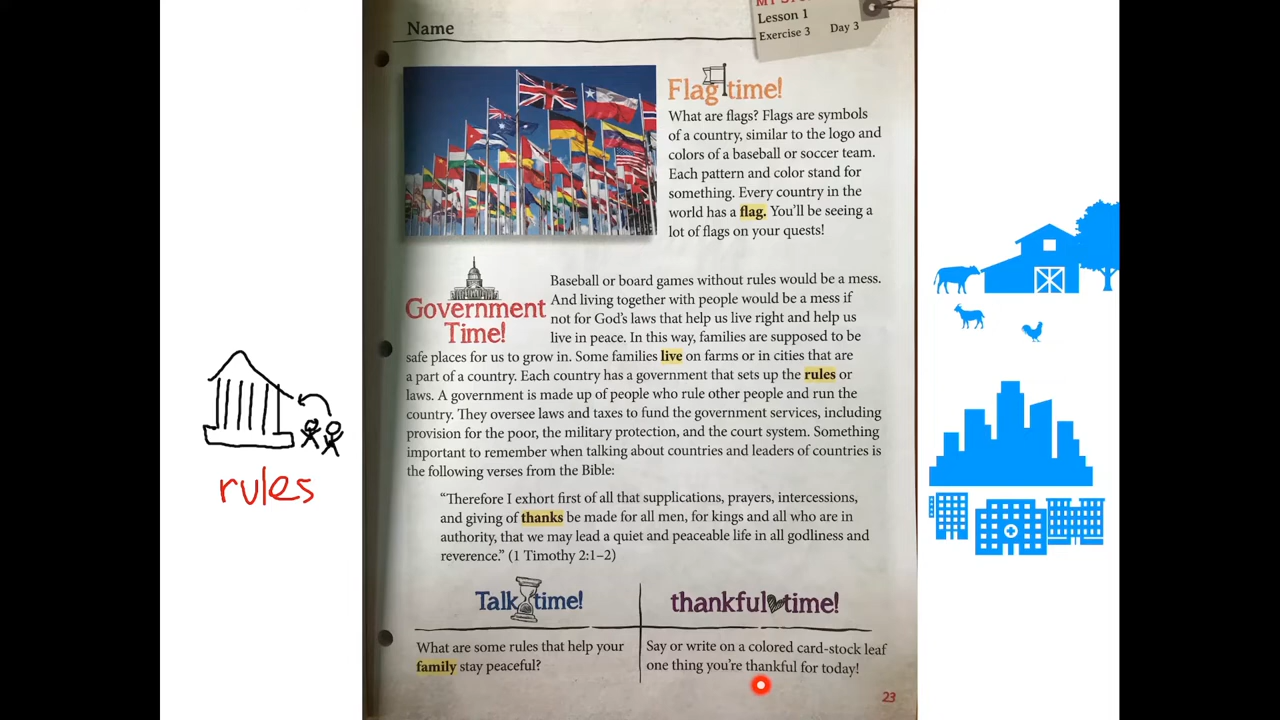 Name
Lesson 1
Exercise 3 Day 3
Flag time!
What are flags? Flags are symbols
of a country, similar to the logo and
colors of a baseball or soccer team.
Each pattern and color stand for
something. Every country in the
world has a flag. You'll be seeing a
lot of flags on your quests!
Government
Time!
Baseball or board games without rules would be a mess.
And living together with people would be a mess if
not for God's laws that help us live right and help us
live in peace. In this way, families are supposed to be
safe places for us to grow in. Some families live on farms or in cities that are
a part of a country. Each country has a government that sets up the rules or
laws. A government is made up of people who rule other people and run the
country. They oversee laws and taxes to fund the government services, including
provision for the poor, the military protection, and the court system. Something
important to remember when talking about countries and leaders of countries is
the following verses from the Bible:
"Therefore I exhort first of all that supplications, prayers, intercessions,
and giving of thanks be made for all men, for kings and all who are in
authority, that we may lead a quiet and peaceable life in all godliness and
reverence." (1 Timothy 2:1–2)
Talk time!
What are some rules that help your
family stay peaceful?
thankful time!
Say or write on a colored card-stock leaf
one thing you're thankful for today!
23
rules